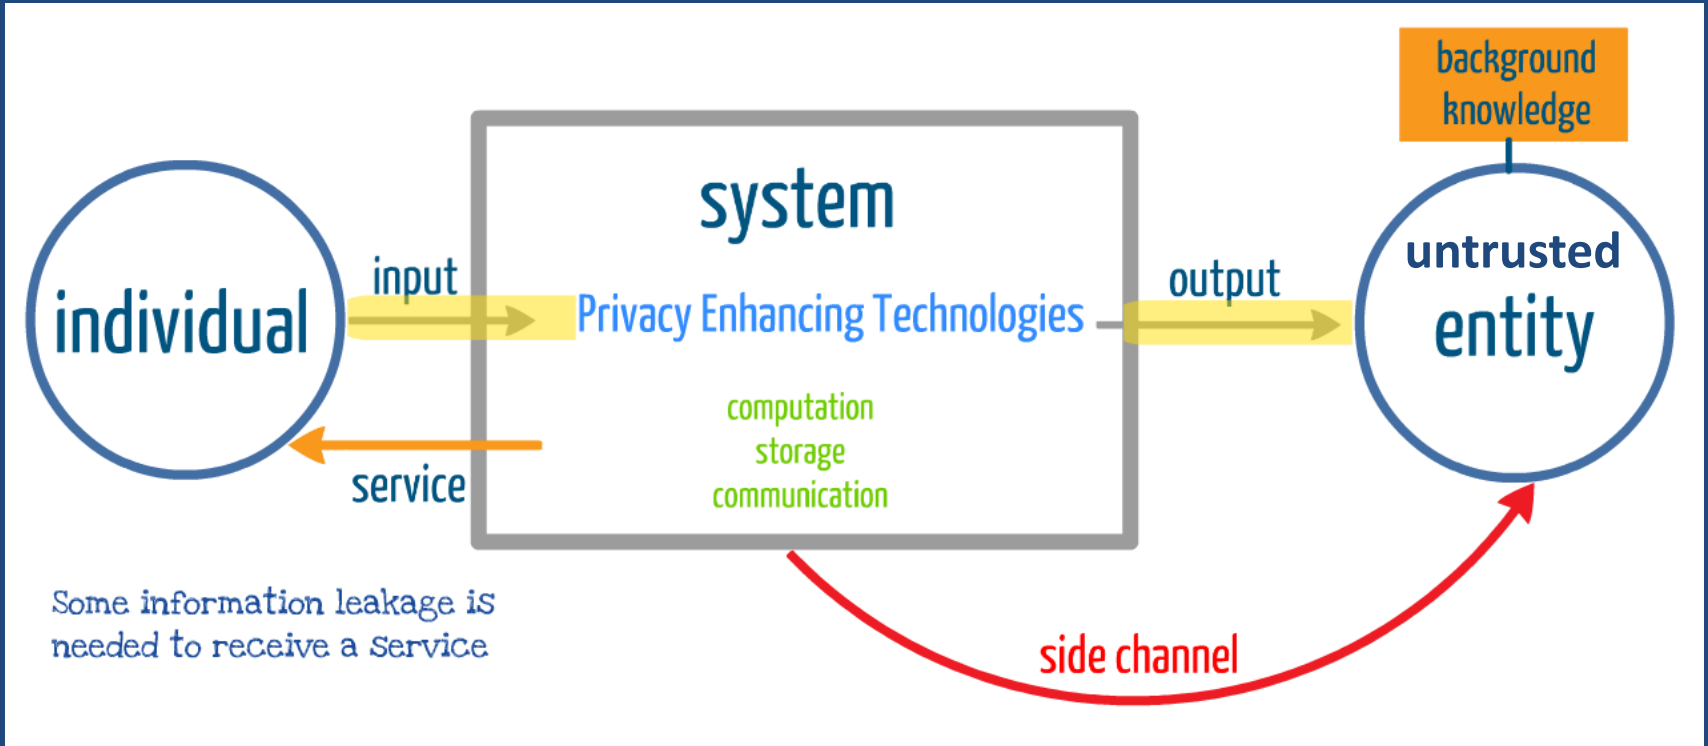 background
knowledge
system
untrusted
entity
individual
input
Privacy Enhancing Technologies
output
computation
storage
communication
service
Some information leakage is
needed to receive a service
side channel